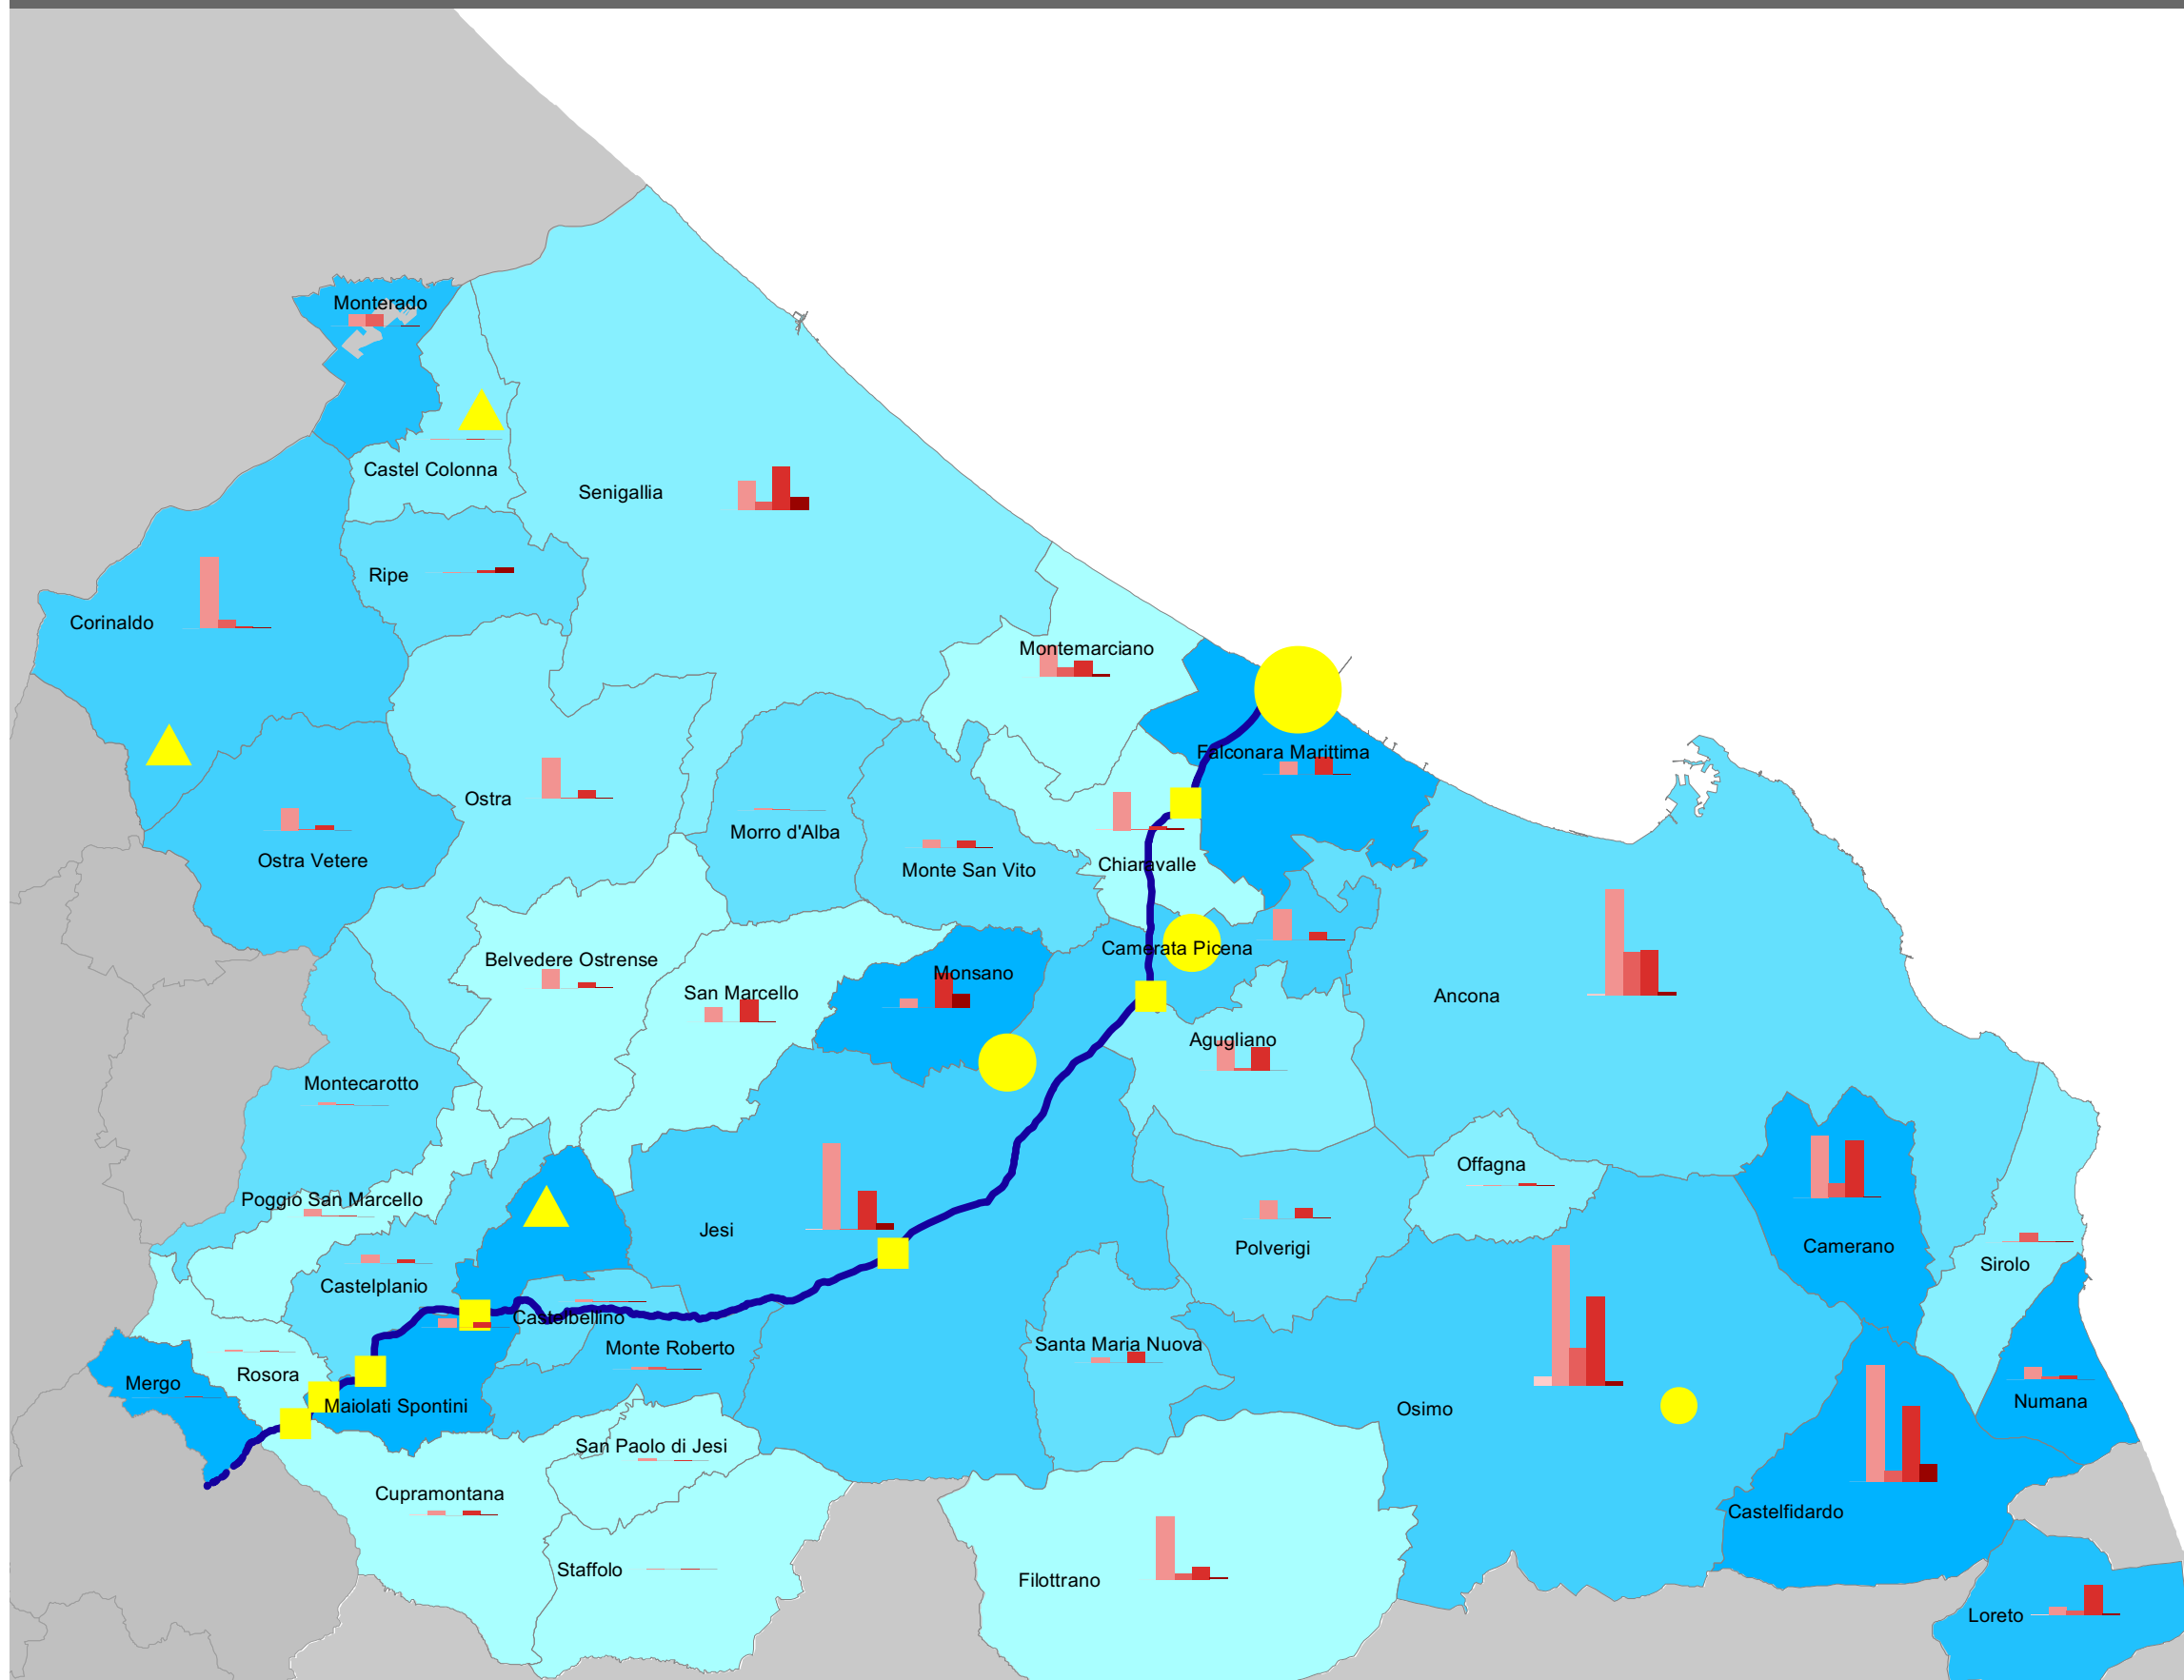 Monterado
Castel Colonna
Senigallia
Ripe
Corinaldo
Montemarciano
Falconara Marittima
Ostra
Morro d'Alba
Ostra Vetere
Monte San Vito
Chiaravalle
Camerata Picena
Belvedere Ostrense
Monsano
San Marcello
Ancona
Agugliano
Montecarotto
Offagna
Poggio San Marcello
Jesi
Polverigi
Camerano
Sirolo
Castelplanio
Castelbellino
Santa Maria Nuova
Monte Roberto
Rosora
Mergo
Maiolati Spontini
Numana
Osimo
San Paolo di Jesi
Cupramontana
Castelfidardo
Staffolo
Filottrano
Loreto